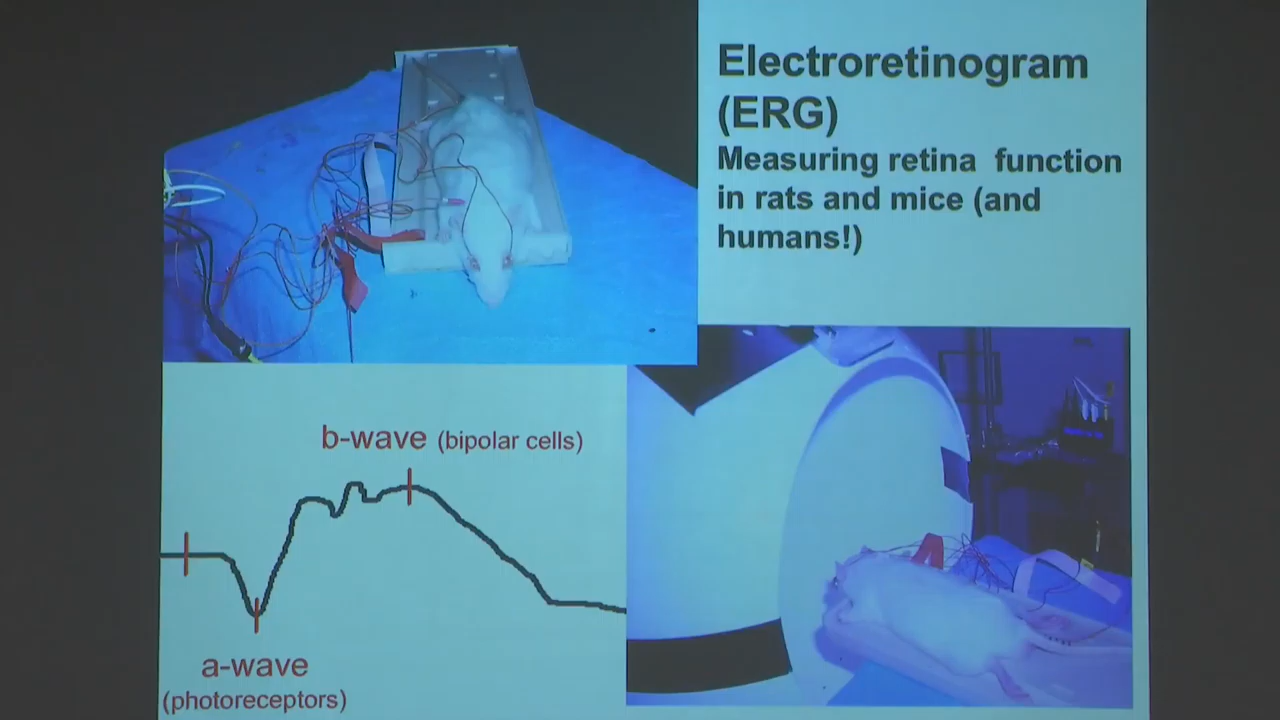 Electroretinogram
(ERG)
Measuring retina function
in rats and mice (and
humans!)
b-wave (bipolar cells)
a-wave
(photoreceptors)